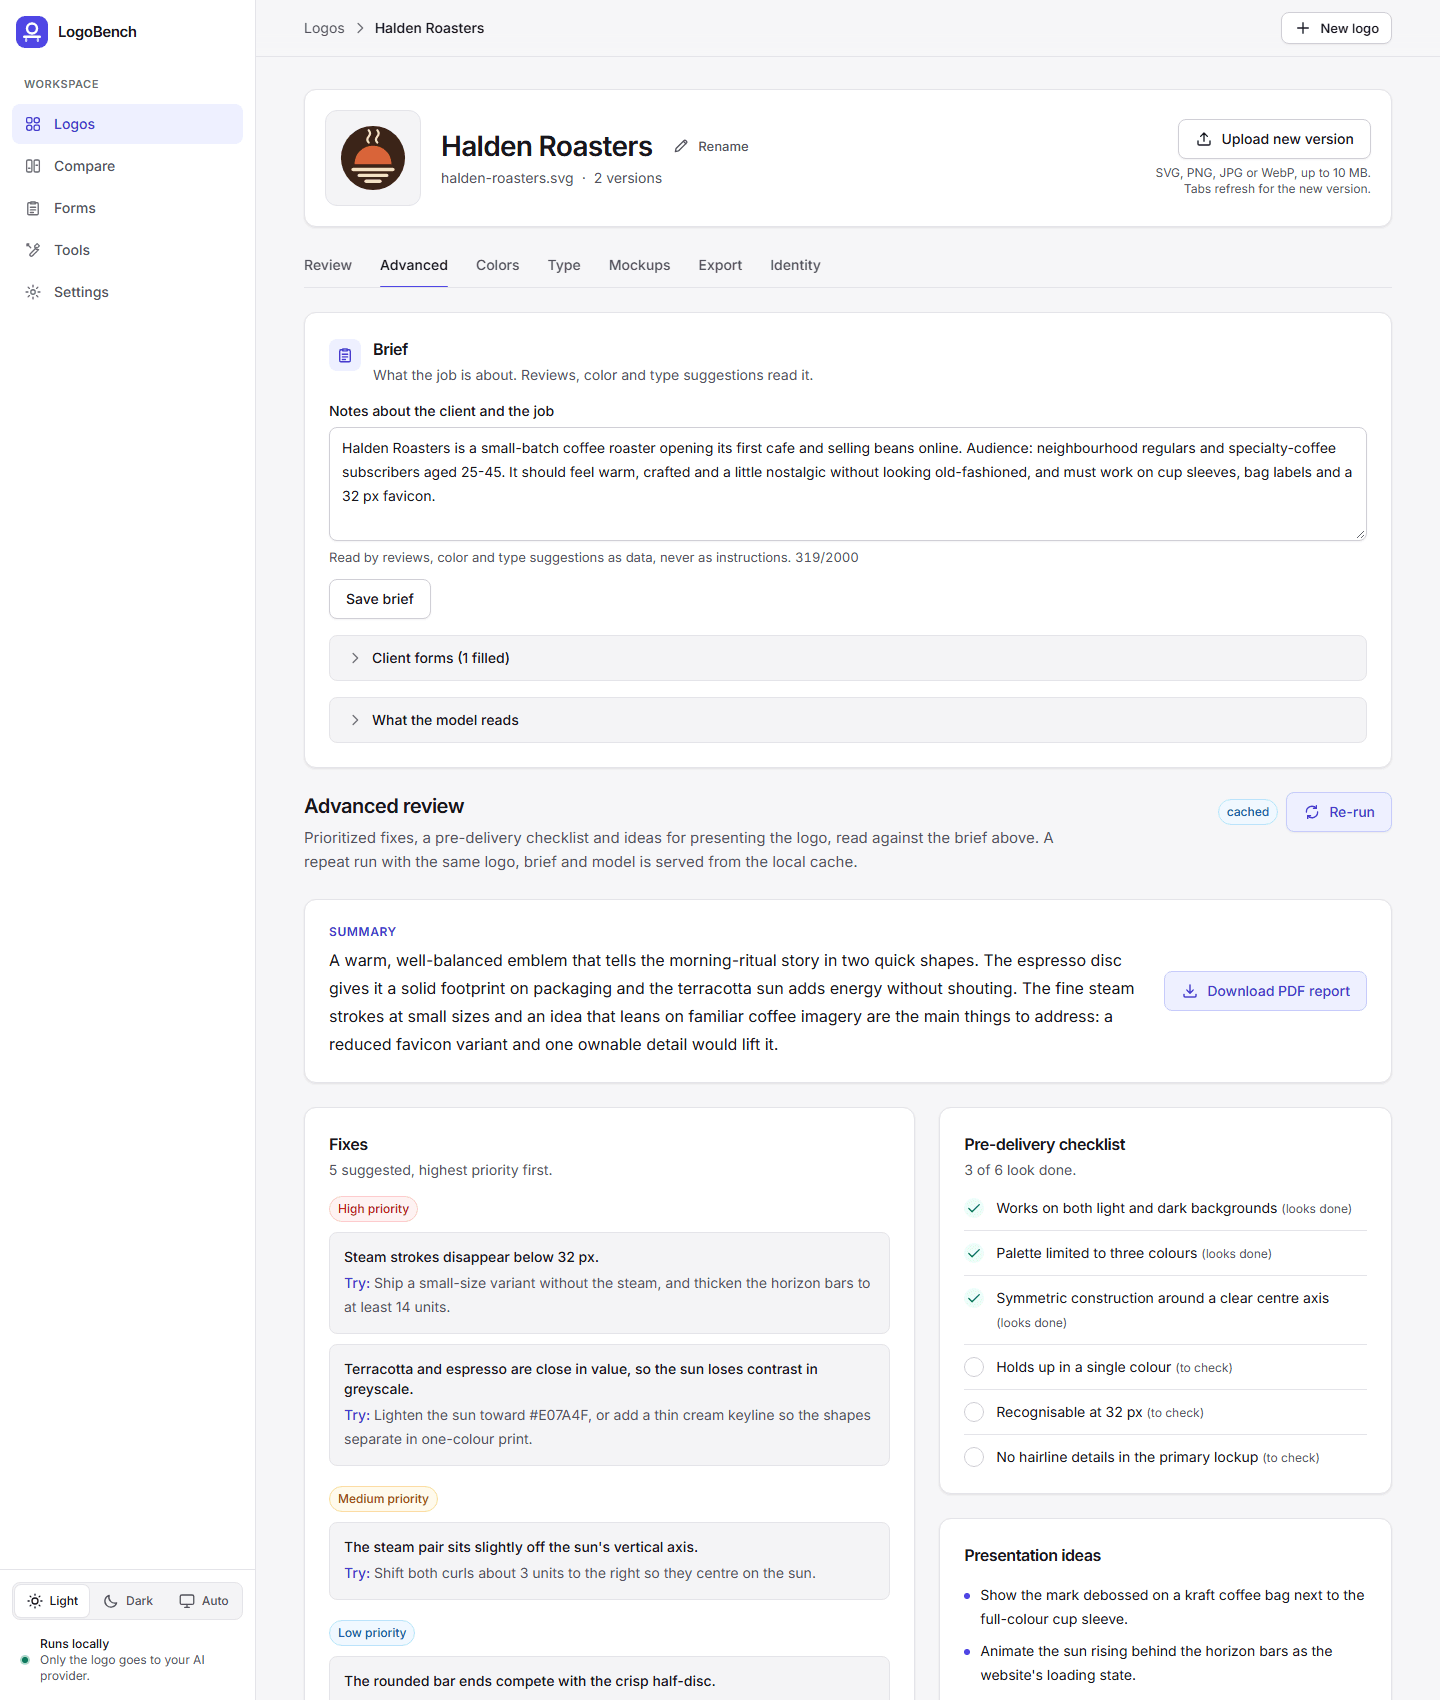 LogoBench
WORKSPACE
Logos
Compare
Forms
Tools
Settings
Light
Dark
Auto
Runs locally
Only the logo goes to your AI
provider.
Logos
Halden Roasters
New logo
Halden Roasters
Rename
halden-roasters.svg · 2 versions
Upload new version
SVG, PNG, JPG or WebP, up to 10 MB.
Tabs refresh for the new version.
Review
Advanced
Colors
Type
Mockups
Export
Identity
Brief
What the job is about. Reviews, color and type suggestions read it.
Notes about the client and the job
Halden Roasters is a small-batch coffee roaster opening its first cafe and selling beans online. Audience: neighbourhood regulars and specialty-coffee
subscribers aged 25-45. It should feel warm, crafted and a little nostalgic without looking old-fashioned, and must work on cup sleeves, bag labels and a
32 px favicon.
Read by reviews, color and type suggestions as data, never as instructions. 319/2000
Save brief
Client forms (1 filled)
What the model reads
Advanced review
Prioritized fixes, a pre-delivery checklist and ideas for presenting the logo, read against the brief above. A
repeat run with the same logo, brief and model is served from the local cache.
cached
Re-run
SUMMARY
A warm, well-balanced emblem that tells the morning-ritual story in two quick shapes. The espresso disc
gives it a solid footprint on packaging and the terracotta sun adds energy without shouting. The fine steam
strokes at small sizes and an idea that leans on familiar coffee imagery are the main things to address: a
reduced favicon variant and one ownable detail would lift it.
Download PDF report
Fixes
5 suggested, highest priority first.
High priority
Steam strokes disappear below 32 px.
Try: Ship a small-size variant without the steam, and thicken the horizon bars to
at least 14 units.
Terracotta and espresso are close in value, so the sun loses contrast in
greyscale.
Try: Lighten the sun toward #E07A4F, or add a thin cream keyline so the shapes
separate in one-colour print.
Medium priority
The steam pair sits slightly off the sun's vertical axis.
Try: Shift both curls about 3 units to the right so they centre on the sun.
Low priority
The rounded bar ends compete with the crisp half-disc.
Pre-delivery checklist
3 of 6 look done.
Works on both light and dark backgrounds (looks done)
Palette limited to three colours (looks done)
Symmetric construction around a clear centre axis
(looks done)
Holds up in a single colour (to check)
Recognisable at 32 px (to check)
No hairline details in the primary lockup (to check)
Presentation ideas
Show the mark debossed on a kraft coffee bag next to the
full-colour cup sleeve.
Animate the sun rising behind the horizon bars as the
website's loading state.